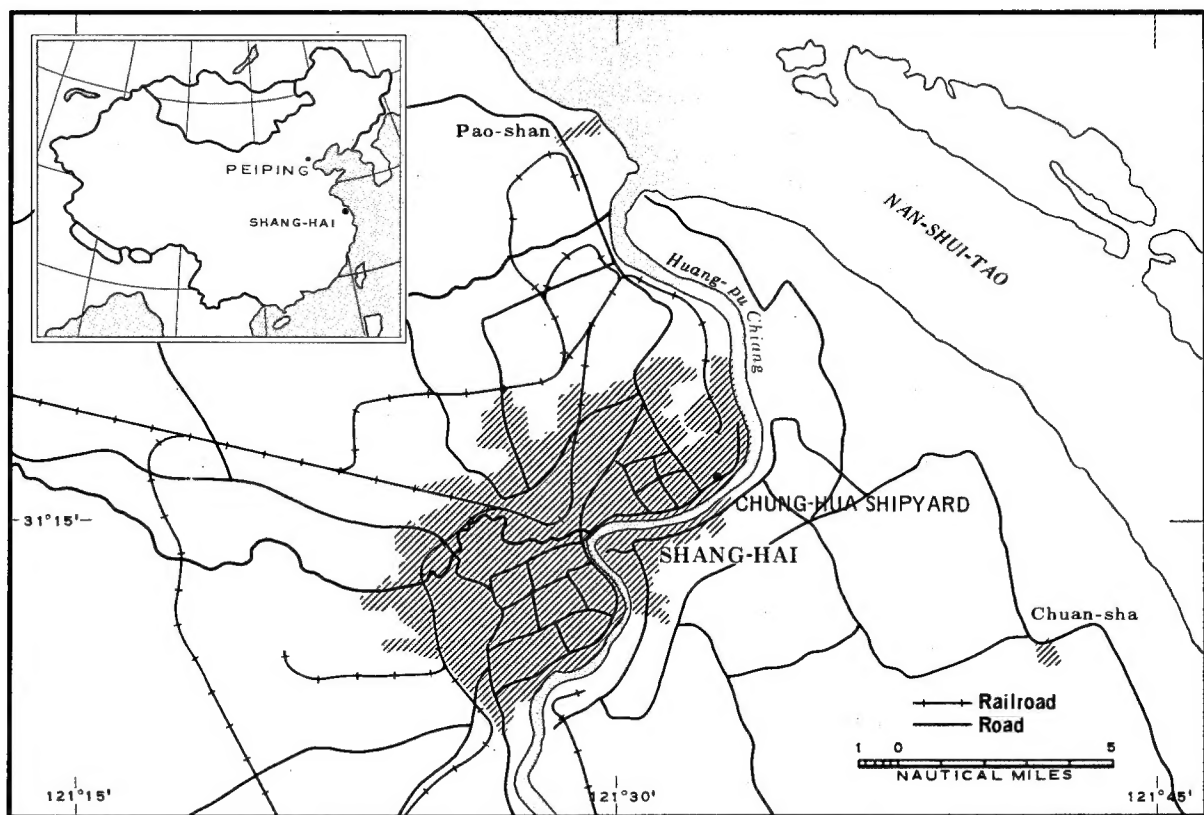 PEIPING
SHANG-HAI
Pao-shan
NAN-SHUI-TAO
Huang-pu Chiang
CHUNG-HUA SHIPYARD
31°15'
SHANG-HAI
Chuan-sha
Railroad
Road
1 0 5
NAUTICAL MILES
121°15' 121°30' 121°45'